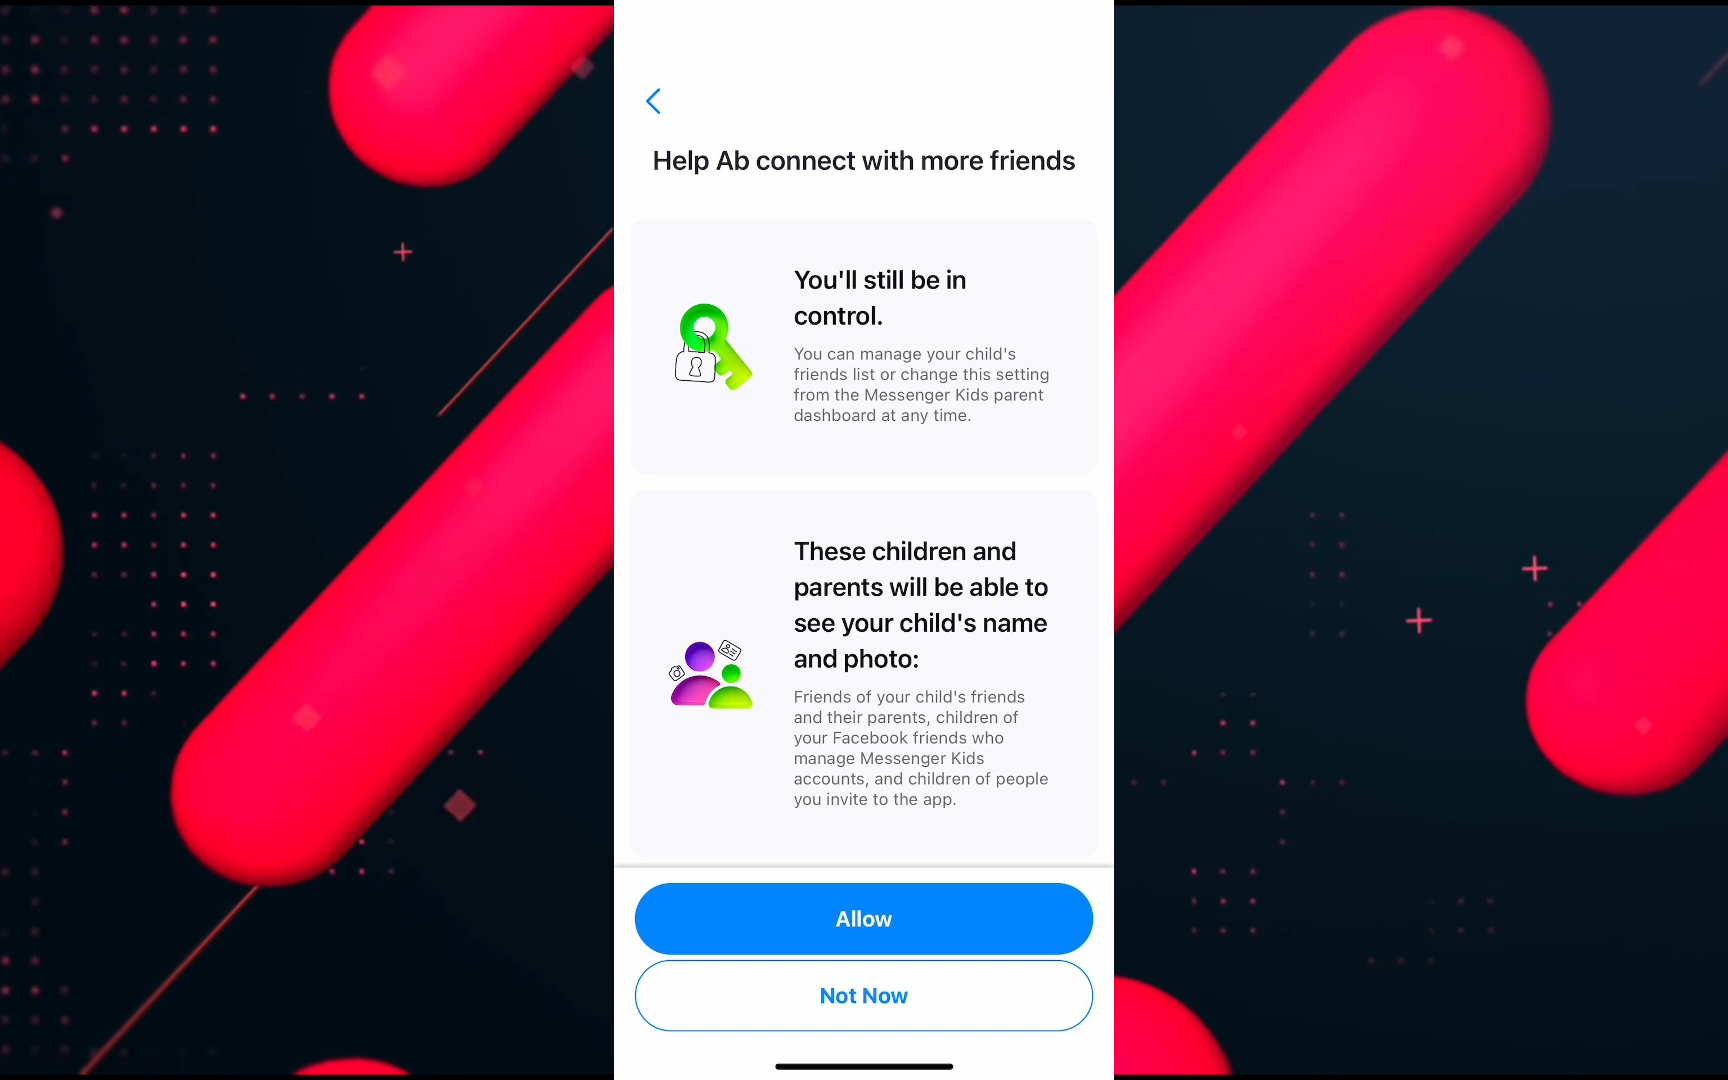 Help Ab connect with more friends
You'll still be in
control.
You can manage your child's
friends list or change this setting
from the Messenger Kids parent
dashboard at any time.
These children and
parents will be able to
see your child's name
and photo:
Friends of your child's friends
and their parents, children of
your Facebook friends who
manage Messenger Kids
accounts, and children of people
you invite to the app.
Allow
Not Now